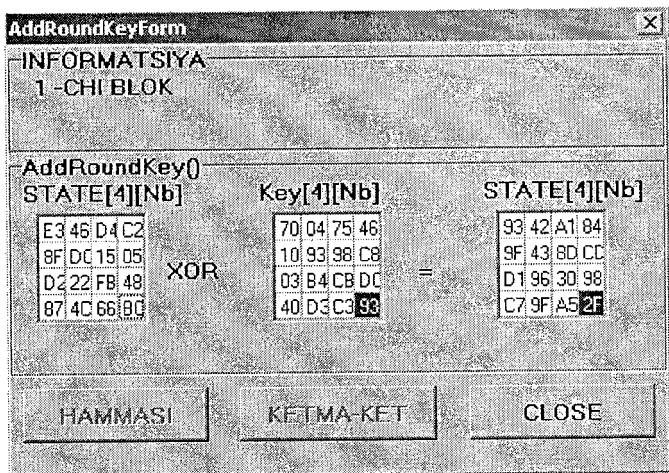 AddRoundKeyForm
INFORMATSIYA
1 -CHI BLOK
AddRoundKey()
STATE[4][Nb] Key[4][Nb] STATE[4][Nb]
E3 46 D4 C2 70 04 75 46 93 42 A1 84
8F D0 15 05 10 93 98 C8 9F 43 8D CD
XOR =
D2 22 FB 48 03 B4 CB D0 D1 96 30 98
87 4C 66 BC 40 D3 C3 93 C7 9F A5 2F
HAMMASI KETMA-KET CLOSE